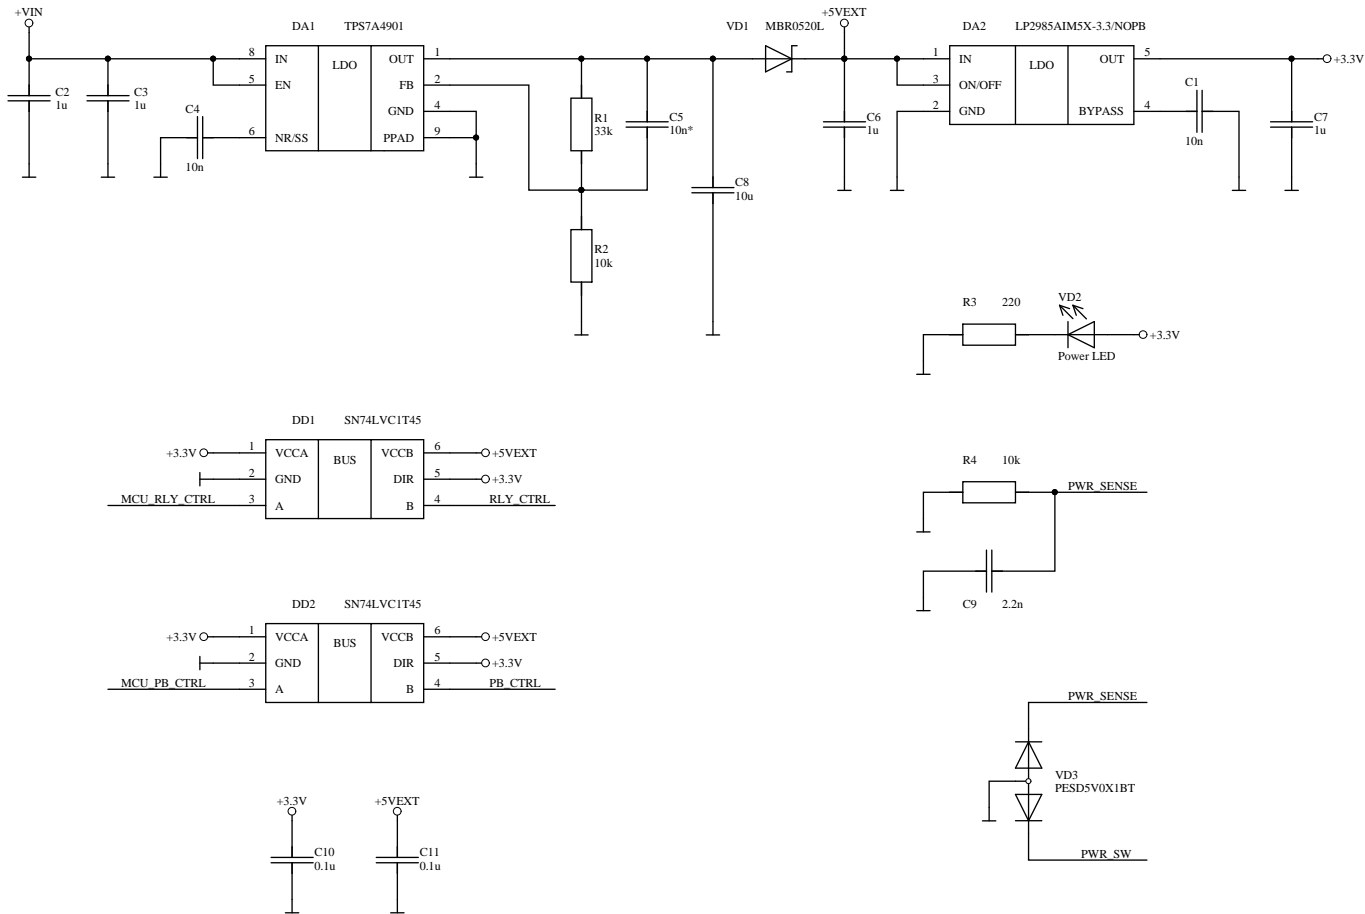 +VIN
DA1 TPS7A4901
8 IN LDO OUT 1
5 EN FB 2
GND 4
6 NR/SS PPAD 9
C2
1u
C3
1u
C4
10n
R1
33k
C5
10n*
R2
10k
C8
10u
VD1 MBR0520L
+5VEXT
C6
1u
DA2 LP2985AIM5X-3.3/NOPB
1 IN LDO OUT 5
3 ON/OFF
2 GND BYPASS 4
C1
10n
+3.3V
C7
1u
R3 220
VD2
+3.3V
Power LED
DD1 SN74LVC1T45
+3.3V 1 VCCA BUS VCCB 6 +5VEXT
2 GND DIR 5 +3.3V
MCU_RLY_CTRL 3 A B 4 RLY_CTRL
R4 10k
PWR_SENSE
C9 2.2n
DD2 SN74LVC1T45
+3.3V 1 VCCA BUS VCCB 6 +5VEXT
2 GND DIR 5 +3.3V
MCU_PB_CTRL 3 A B 4 PB_CTRL
PWR_SENSE
VD3
PESD5V0X1BT
PWR_SW
+3.3V
C10
0.1u
+5VEXT
C11
0.1u